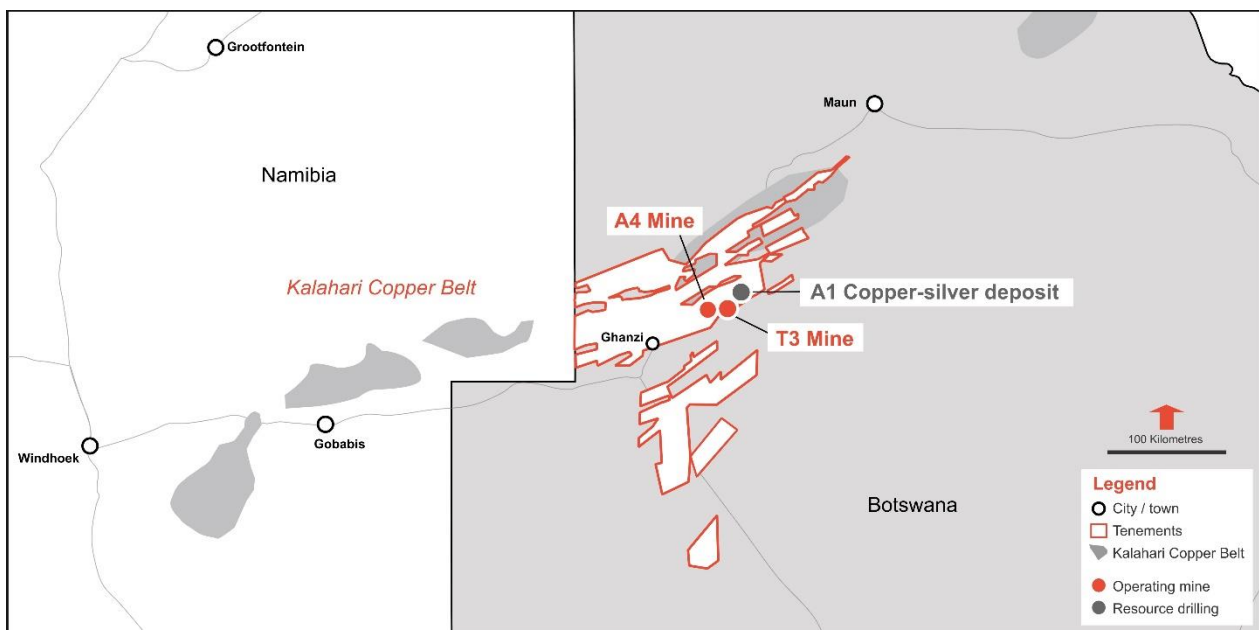 Grootfontein
Maun
Namibia
A4 Mine
Kalahari Copper Belt
A1 Copper-silver deposit
T3 Mine
Ghanzi
Gobabis
Windhoek
Botswana
100 Kilometres
Legend
City / town
Tenements
Kalahari Copper Belt
Operating mine
Resource drilling